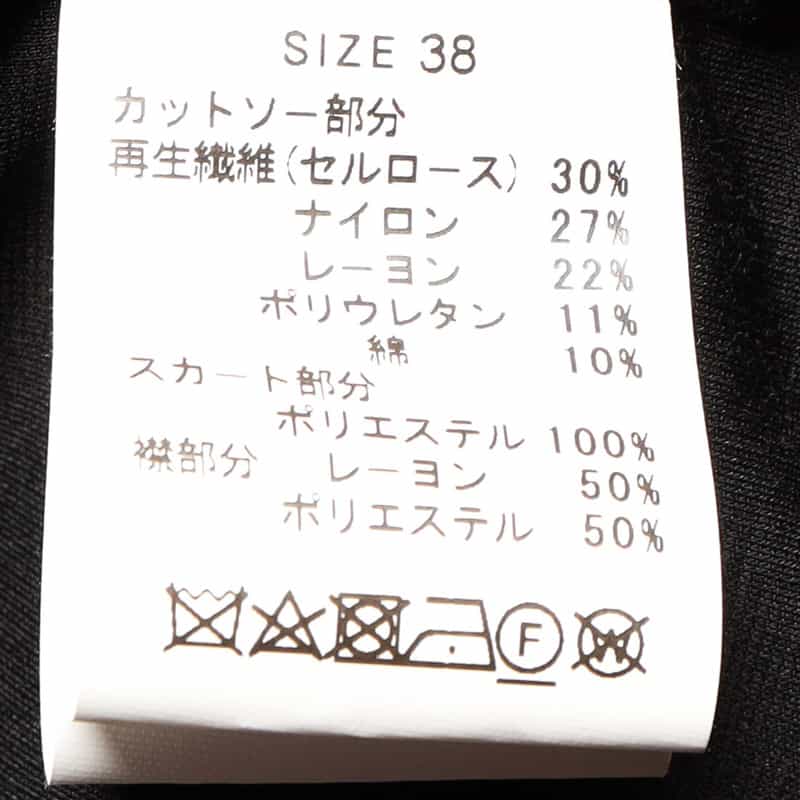 SIZE 38
カットソー部分
再生繊維(セルロース) 30%
ナイロン 27%
レーヨン 22%
ポリウレタン 11%
綿 10%
スカート部分
ポリエステル 100%
襟部分 レーヨン 50%
ポリエステル 50%
F W